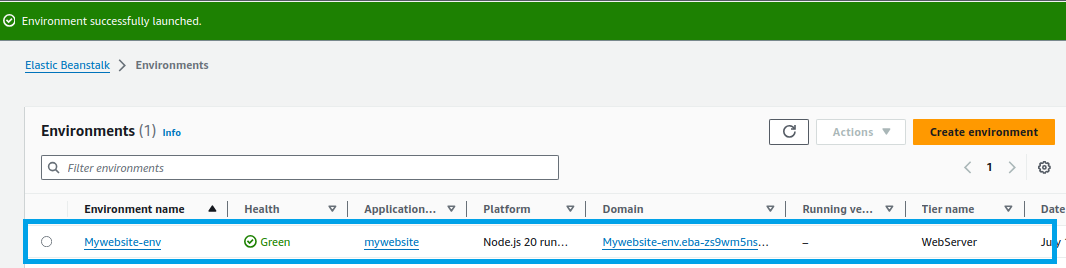 Environment successfully launched.
Elastic Beanstalk > Environments
Environments (1) Info
Actions
Create environment
Filter environments
1
Environment name Health Application... Platform Domain Running ve... Tier name Date
Mywebsite-env Green mywebsite Node.js 20 run... Mywebsite-env.eba-zs9wm5ns... – WebServer July